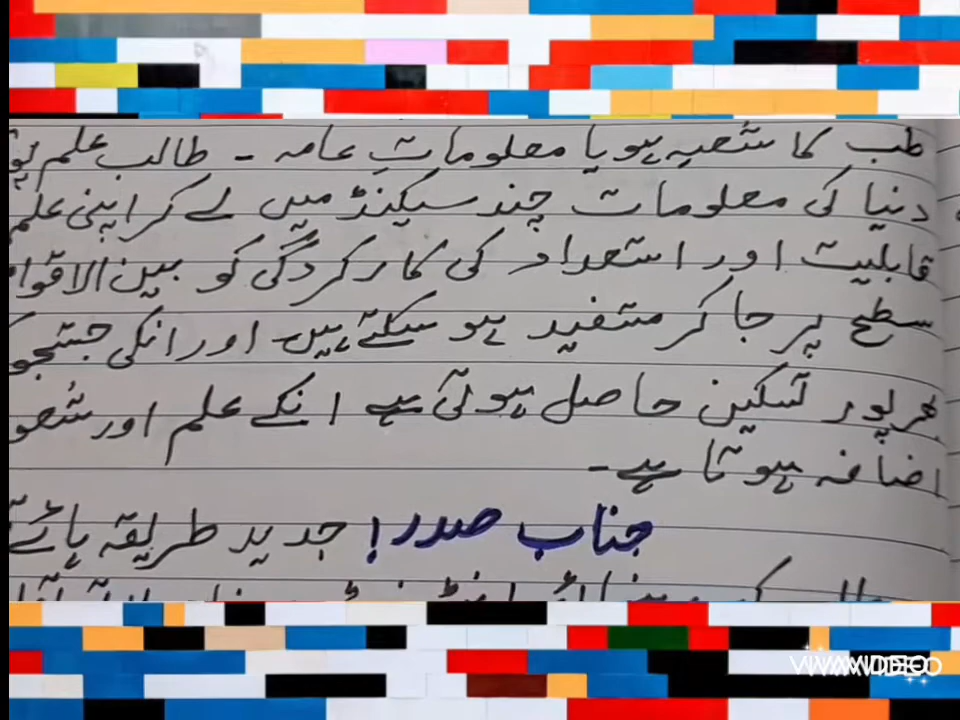 طب کا شعبہ ہو یا معلوماتِ عامہ ۔ طالب علم
دنیا کی معلومات چند سیکنڈ میں لے کر اپنی علم
قابلیت اور استعداد کی کارکردگی کو بین الاقوا
سطح پر جا کر مستفید ہو سکتے ہیں۔ اور انکی جستجو
بھرپور تسکین حاصل ہوتی ہے انکے علم اور شعو
اضافہ ہوتا ہے۔
جناب صدر! جدید طریقہ ہائے
VIVAVIDEO